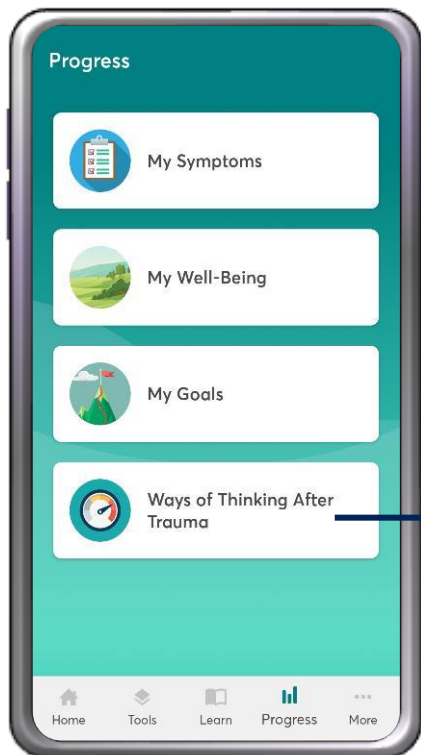 Progress
My Symptoms
My Well-Being
My Goals
Ways of Thinking After
Trauma
Home
Tools
Learn
Progress
More